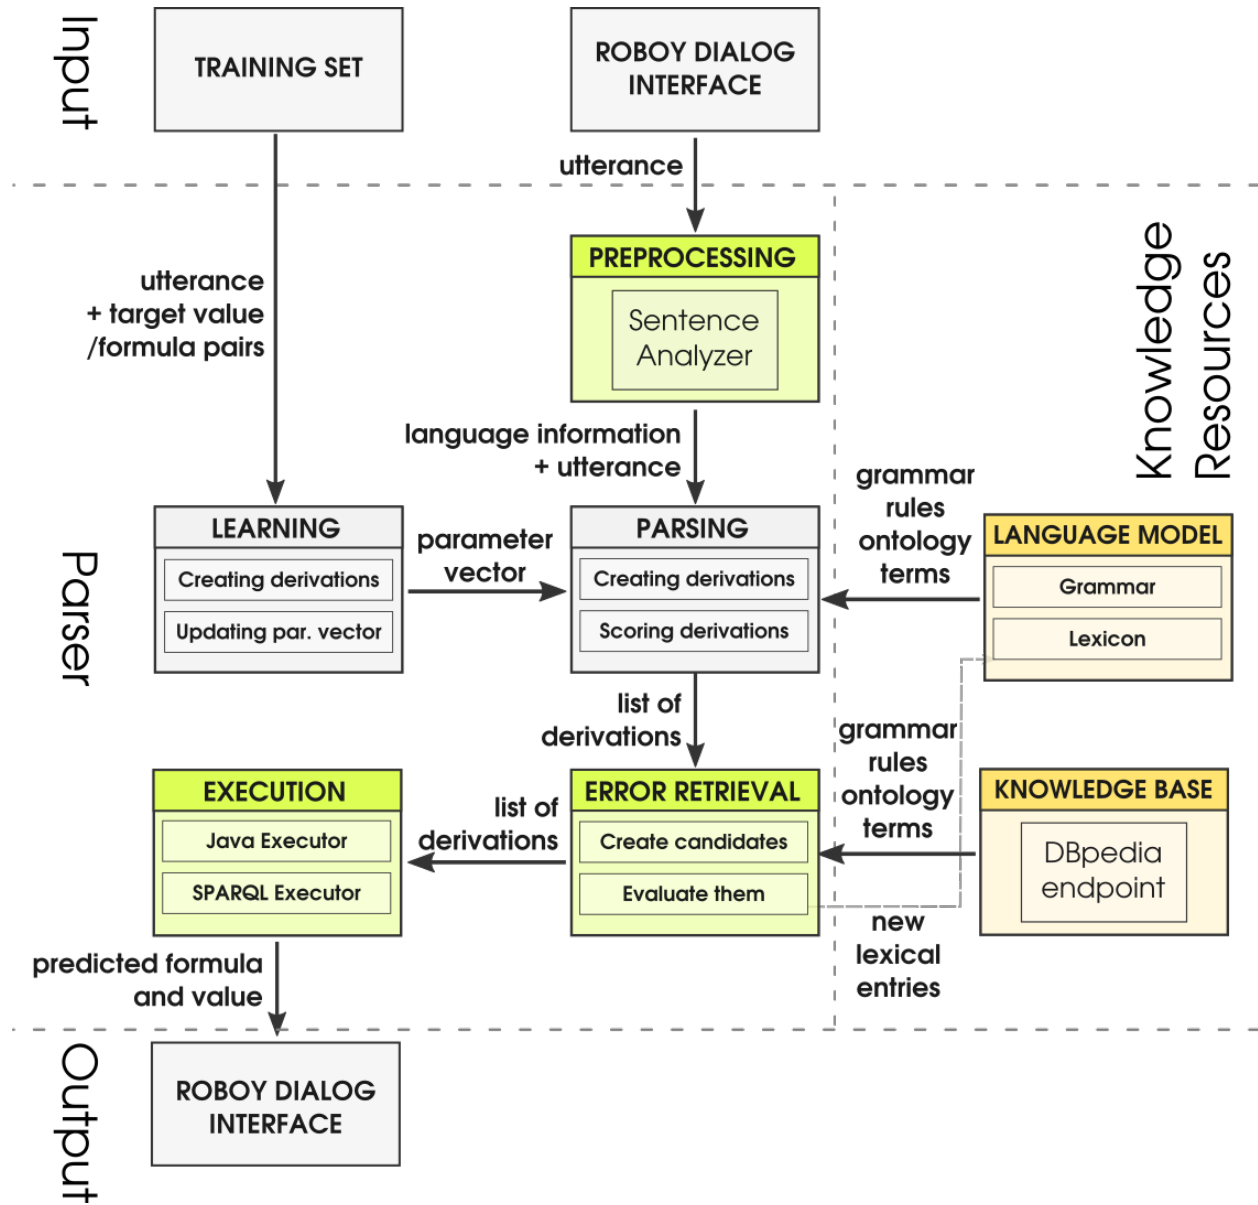 Input
TRAINING SET
ROBOY DIALOG
INTERFACE
utterance
Knowledge
Resources
PREPROCESSING
Sentence
Analyzer
utterance
+ target value
/formula pairs
language information
+ utterance
Parser
LEARNING
Creating derivations
Updating par. vector
parameter
vector
PARSING
Creating derivations
Scoring derivations
grammar
rules
ontology
terms
LANGUAGE MODEL
Grammar
Lexicon
list of
derivations
EXECUTION
Java Executor
SPARQL Executor
list of
derivations
ERROR RETRIEVAL
Create candidates
Evaluate them
grammar
rules
ontology
terms
KNOWLEDGE BASE
DBpedia
endpoint
new
lexical
entries
predicted formula
and value
Output
ROBOY DIALOG
INTERFACE